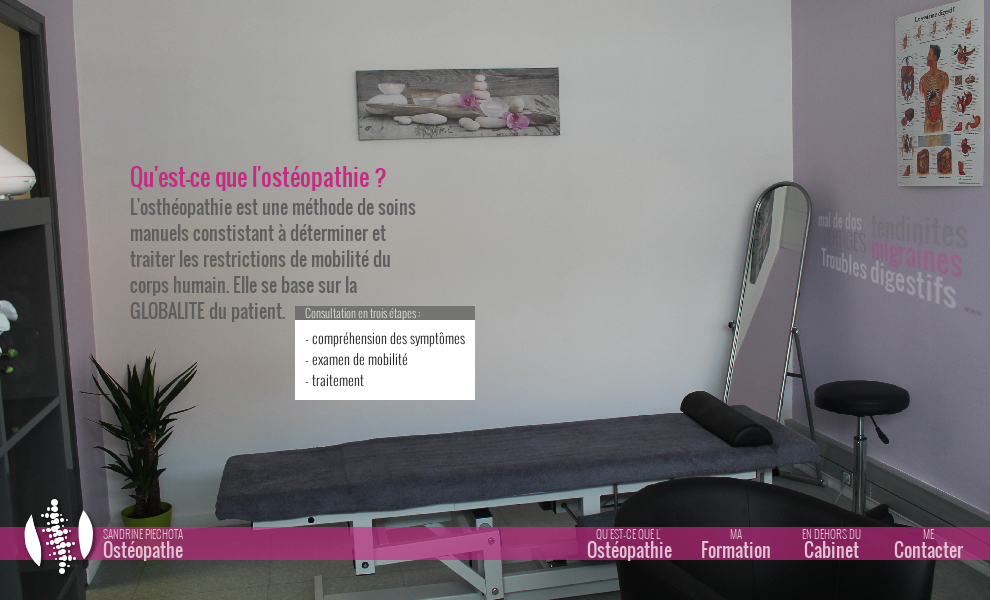 Le système digestif
Qu'est-ce que l'ostéopathie ?
L'osthéopathie est une méthode de soins
manuels constistant à déterminer et
traiter les restrictions de mobilité du
corps humain. Elle se base sur la
GLOBALITE du patient.
Consultation en trois étapes :
- compréhension des symptômes
- examen de mobilité
- traitement
mal de dos
tendinites
migraines
Troubles digestifs
SANDRINE PIECHOTA
Ostéopathe
QU'EST-CE QUE L'
Ostéopathie
MA
Formation
EN DEHORS DU
Cabinet
ME
Contacter